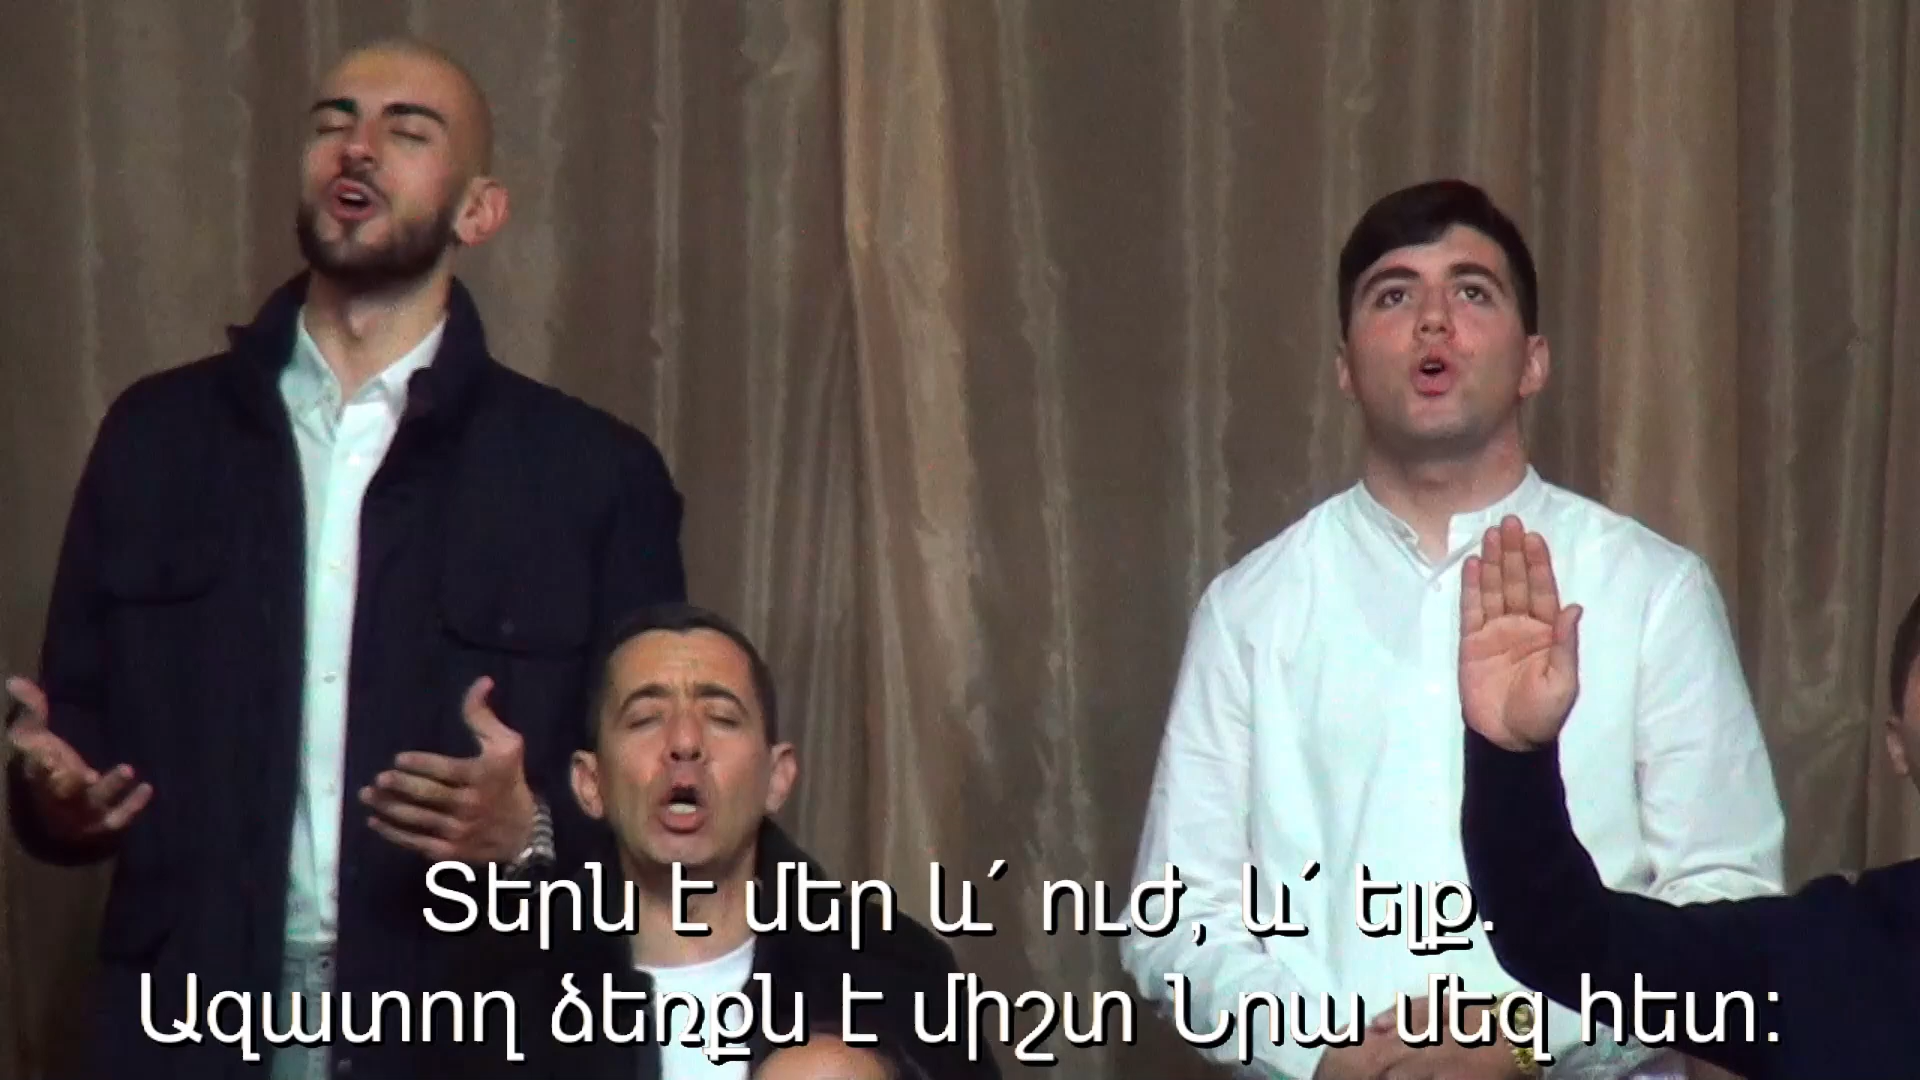 Տերն է մեր և՛ ուժ, և՛ ելք.
Ազատող ձեռքն է միշտ Նրա մեզ հետ: